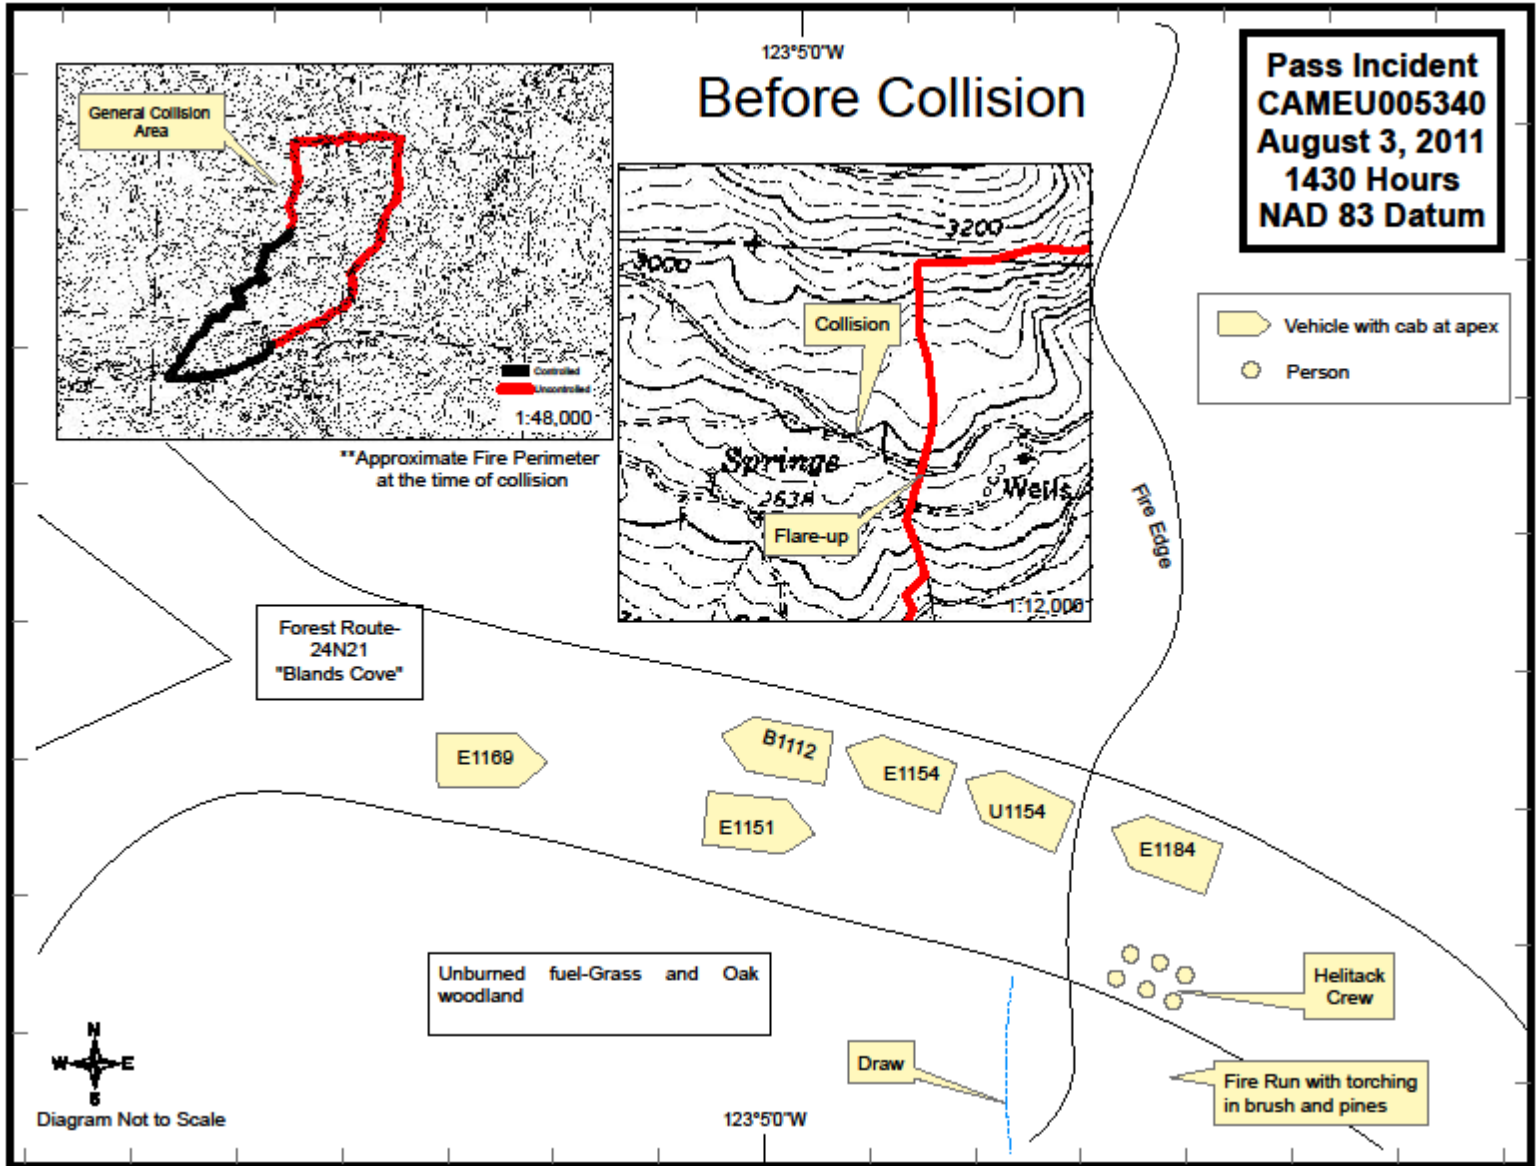 123°5'0"W
Before Collision
Pass Incident
CAMEU005340
August 3, 2011
1430 Hours
NAD 83 Datum
General Collision
Area
Controlled
Uncontrolled
1:48,000
**Approximate Fire Perimeter
at the time of collision
3200
3000
Collision
Springe
2638
Wells
Flare-up
1:12,000
Vehicle with cab at apex
Person
Fire Edge
Forest Route-
24N21
"Blands Cove"
E1169
B1112
E1154
U1154
E1151
E1184
Unburned fuel-Grass and Oak
woodland
Helitack
Crew
Draw
Fire Run with torching
in brush and pines
N
W E
S
Diagram Not to Scale
123°5'0"W